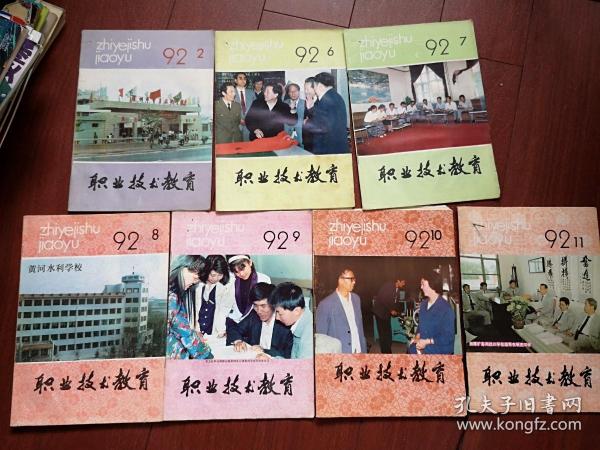 zhiyejishu
jiaoyu
92 2
职业技术教育
zhiyejishu
jiaoyu
92 6
职业技术教育
zhiyejishu
jiaoyu
92 7
职业技术教育
zhiyejishu
jiaoyu
92 8
黄河水利学校
职业技术教育
zhiyejishu
jiaoyu
92 9
职业技术教育
zhiyejishu
jiaoyu
92 10
职业技术教育
zhiyejishu
jiaoyu
92 11
职业技术教育
孔夫子旧书网
www.kongfz.com